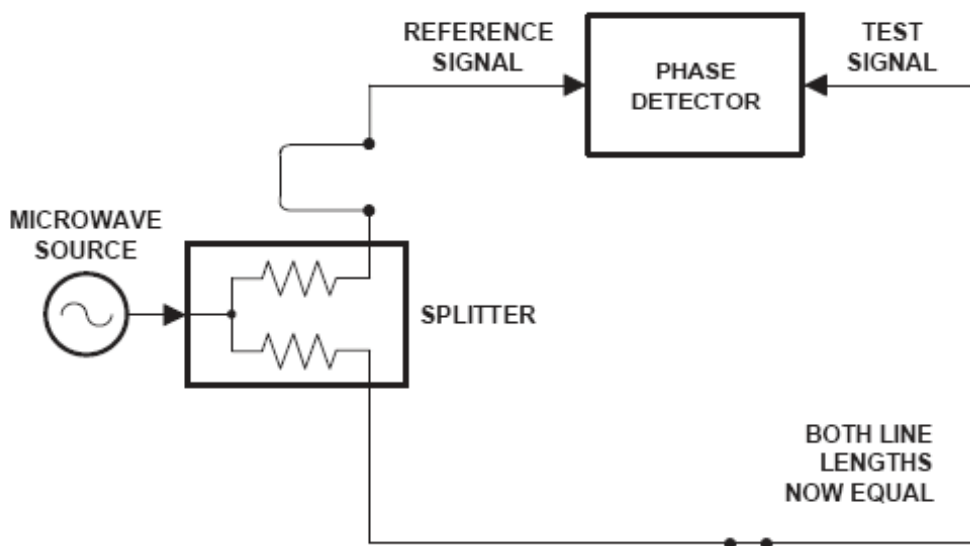 REFERENCE
SIGNAL
PHASE
DETECTOR
TEST
SIGNAL
MICROWAVE
SOURCE
SPLITTER
BOTH LINE
LENGTHS
NOW EQUAL